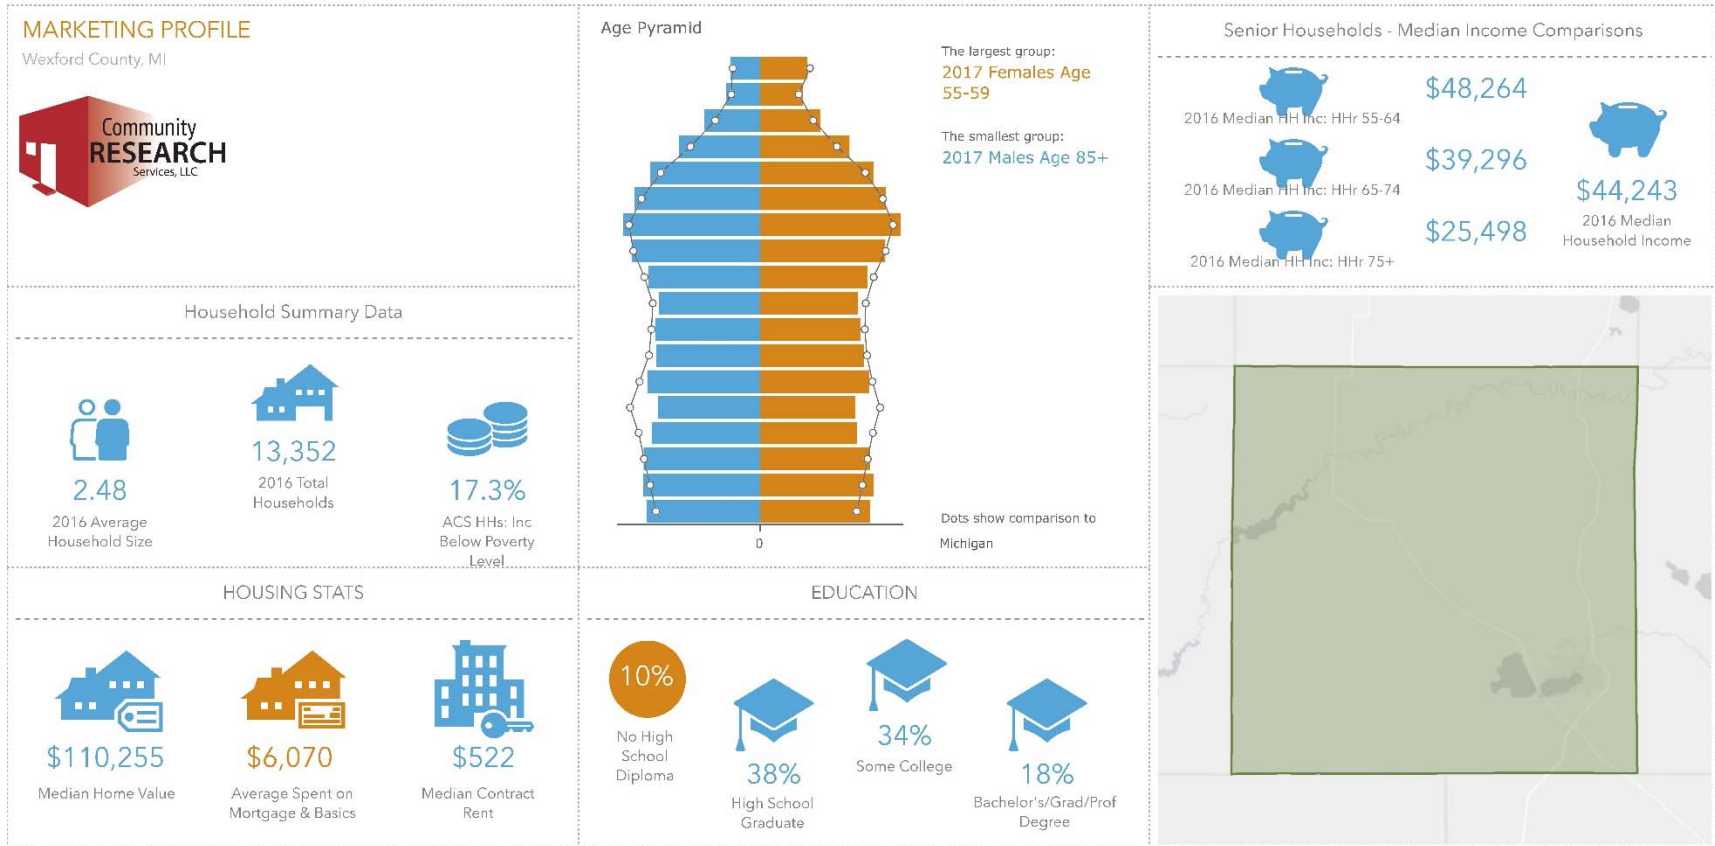 MARKETING PROFILE
Wexford County, MI
Community
RESEARCH
Services, LLC
Age Pyramid
The largest group:
2017 Females Age
55-59
The smallest group:
2017 Males Age 85+
0
Dots show comparison to
Michigan
Senior Households - Median Income Comparisons
$48,264
2016 Median HH Inc: HHr 55-64
$39,296
2016 Median HH Inc: HHr 65-74
$25,498
2016 Median HH Inc: HHr 75+
$44,243
2016 Median
Household Income
Household Summary Data
2.48
2016 Average
Household Size
13,352
2016 Total
Households
17.3%
ACS HHs: Inc
Below Poverty
Level
HOUSING STATS
$110,255
Median Home Value
$6,070
Average Spent on
Mortgage & Basics
$522
Median Contract
Rent
EDUCATION
10%
No High
School
Diploma
38%
High School
Graduate
34%
Some College
18%
Bachelor's/Grad/Prof
Degree